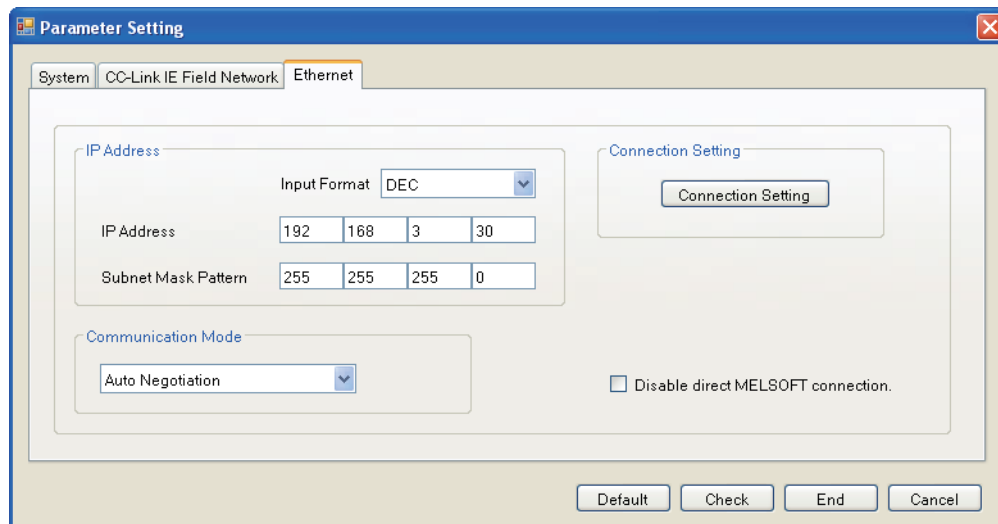 Parameter Setting
System CC-Link IE Field Network Ethernet
IP Address
Input Format DEC
IP Address 192 168 3 30
Subnet Mask Pattern 255 255 255 0
Connection Setting
Connection Setting
Communication Mode
Auto Negotiation
Disable direct MELSOFT connection.
Default Check End Cancel